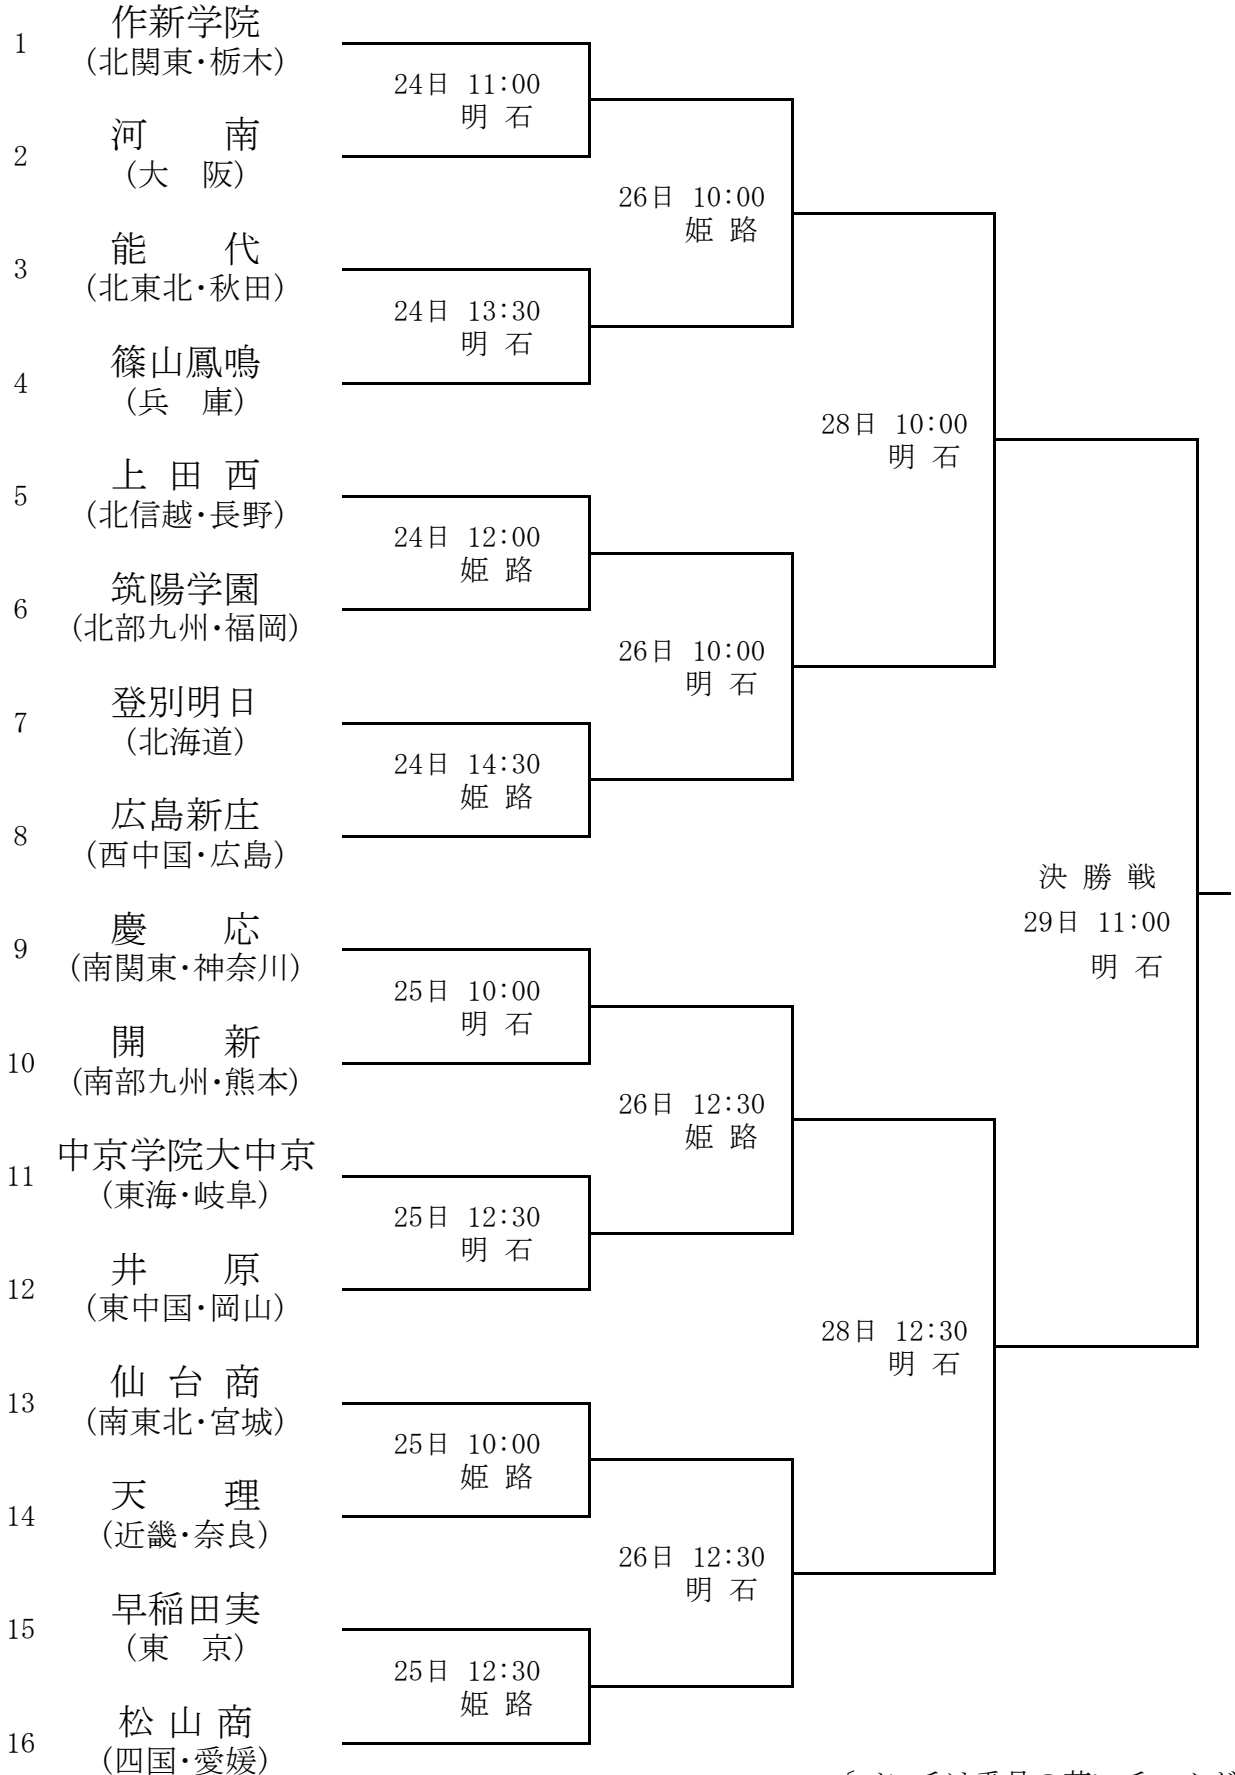 1
作新学院
(北関東・栃木)
24日 11:00
明 石
2
河 南
(大 阪)
26日 10:00
姫 路
3
能 代
(北東北・秋田)
24日 13:30
明 石
4
篠山鳳鳴
(兵 庫)
28日 10:00
明 石
5
上 田 西
(北信越・長野)
24日 12:00
姫 路
6
筑陽学園
(北部九州・福岡)
26日 10:00
明 石
7
登別明日
(北海道)
24日 14:30
姫 路
8
広島新庄
(西中国・広島)
決 勝 戦
29日 11:00
明 石
9
慶 応
(南関東・神奈川)
25日 10:00
明 石
10
開 新
(南部九州・熊本)
26日 12:30
姫 路
11
中京学院大中京
(東海・岐阜)
25日 12:30
明 石
12
井 原
(東中国・岡山)
28日 12:30
明 石
13
仙 台 商
(南東北・宮城)
25日 10:00
姫 路
14
天 理
(近畿・奈良)
26日 12:30
明 石
15
早稲田実
(東 京)
25日 12:30
姫 路
16
松 山 商
(四国・愛媛)